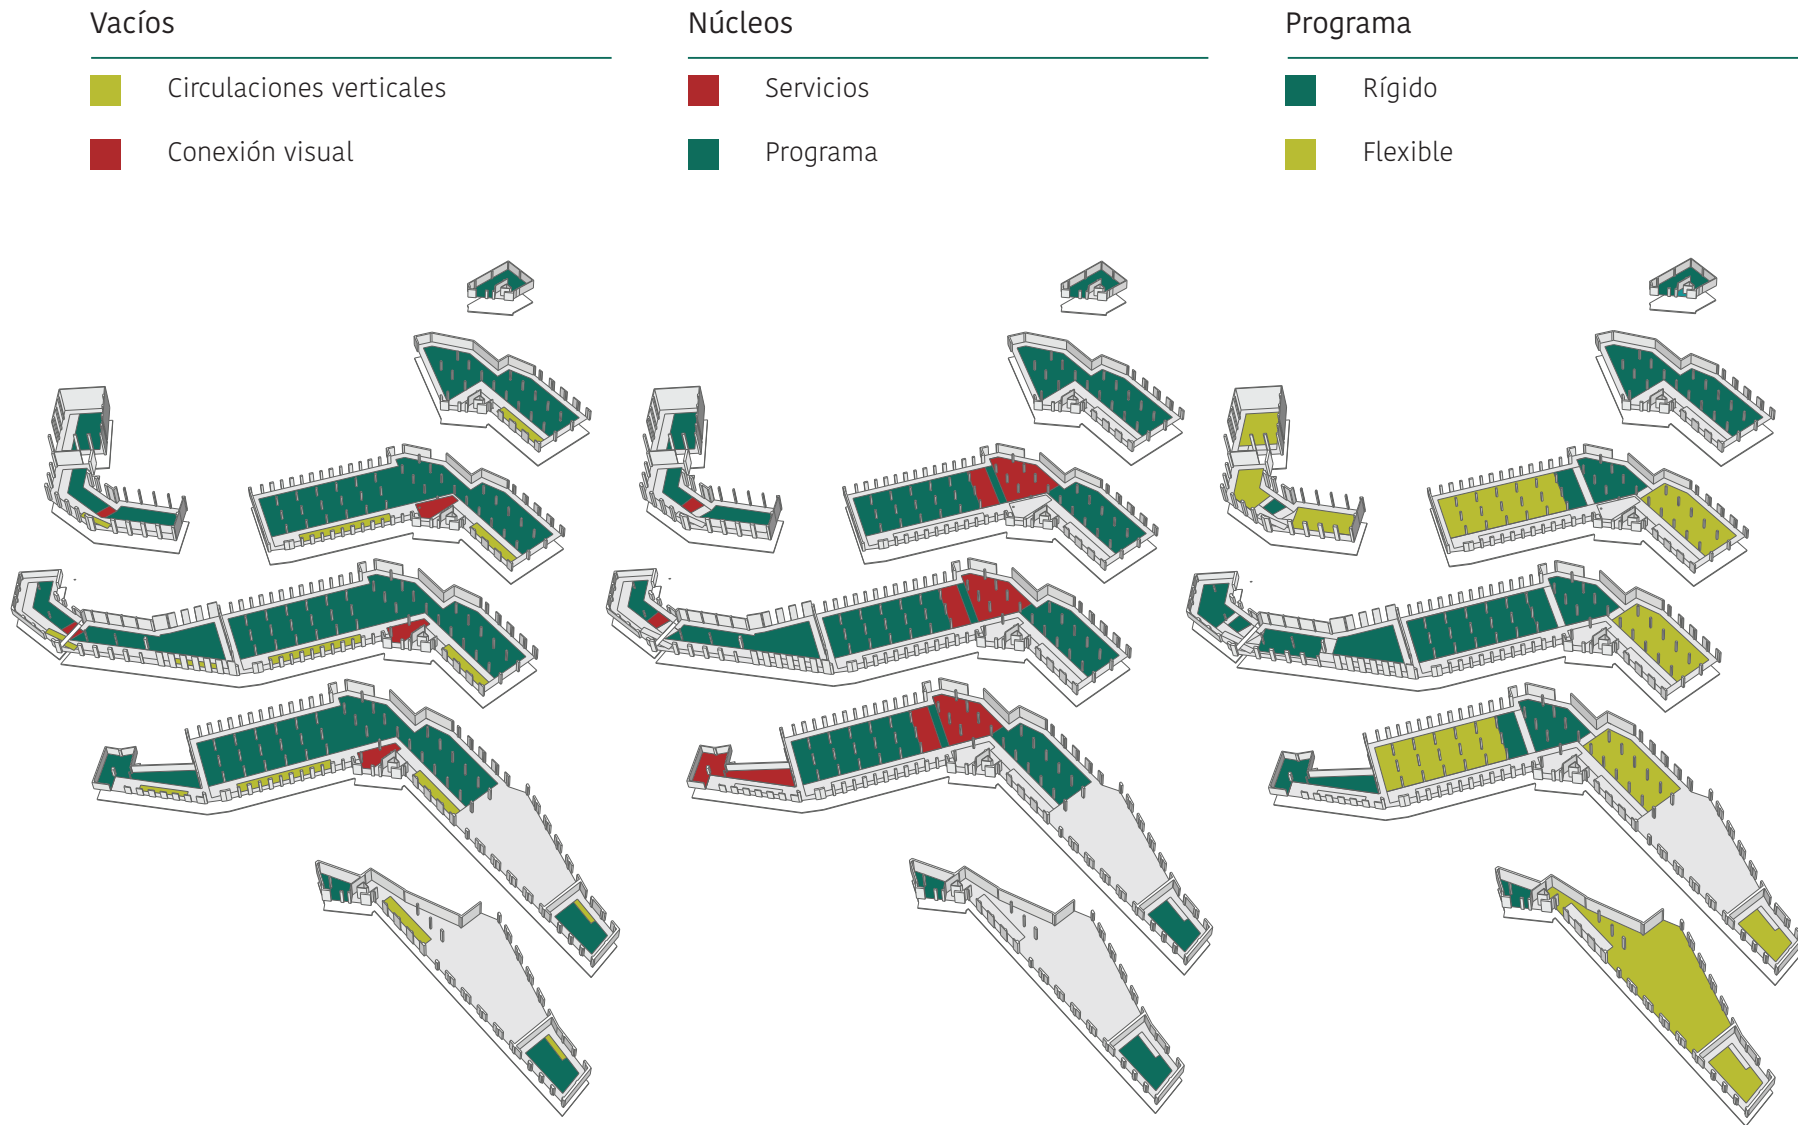 Vacíos
Circulaciones verticales
Conexión visual
Núcleos
Servicios
Programa
Programa
Rígido
Flexible